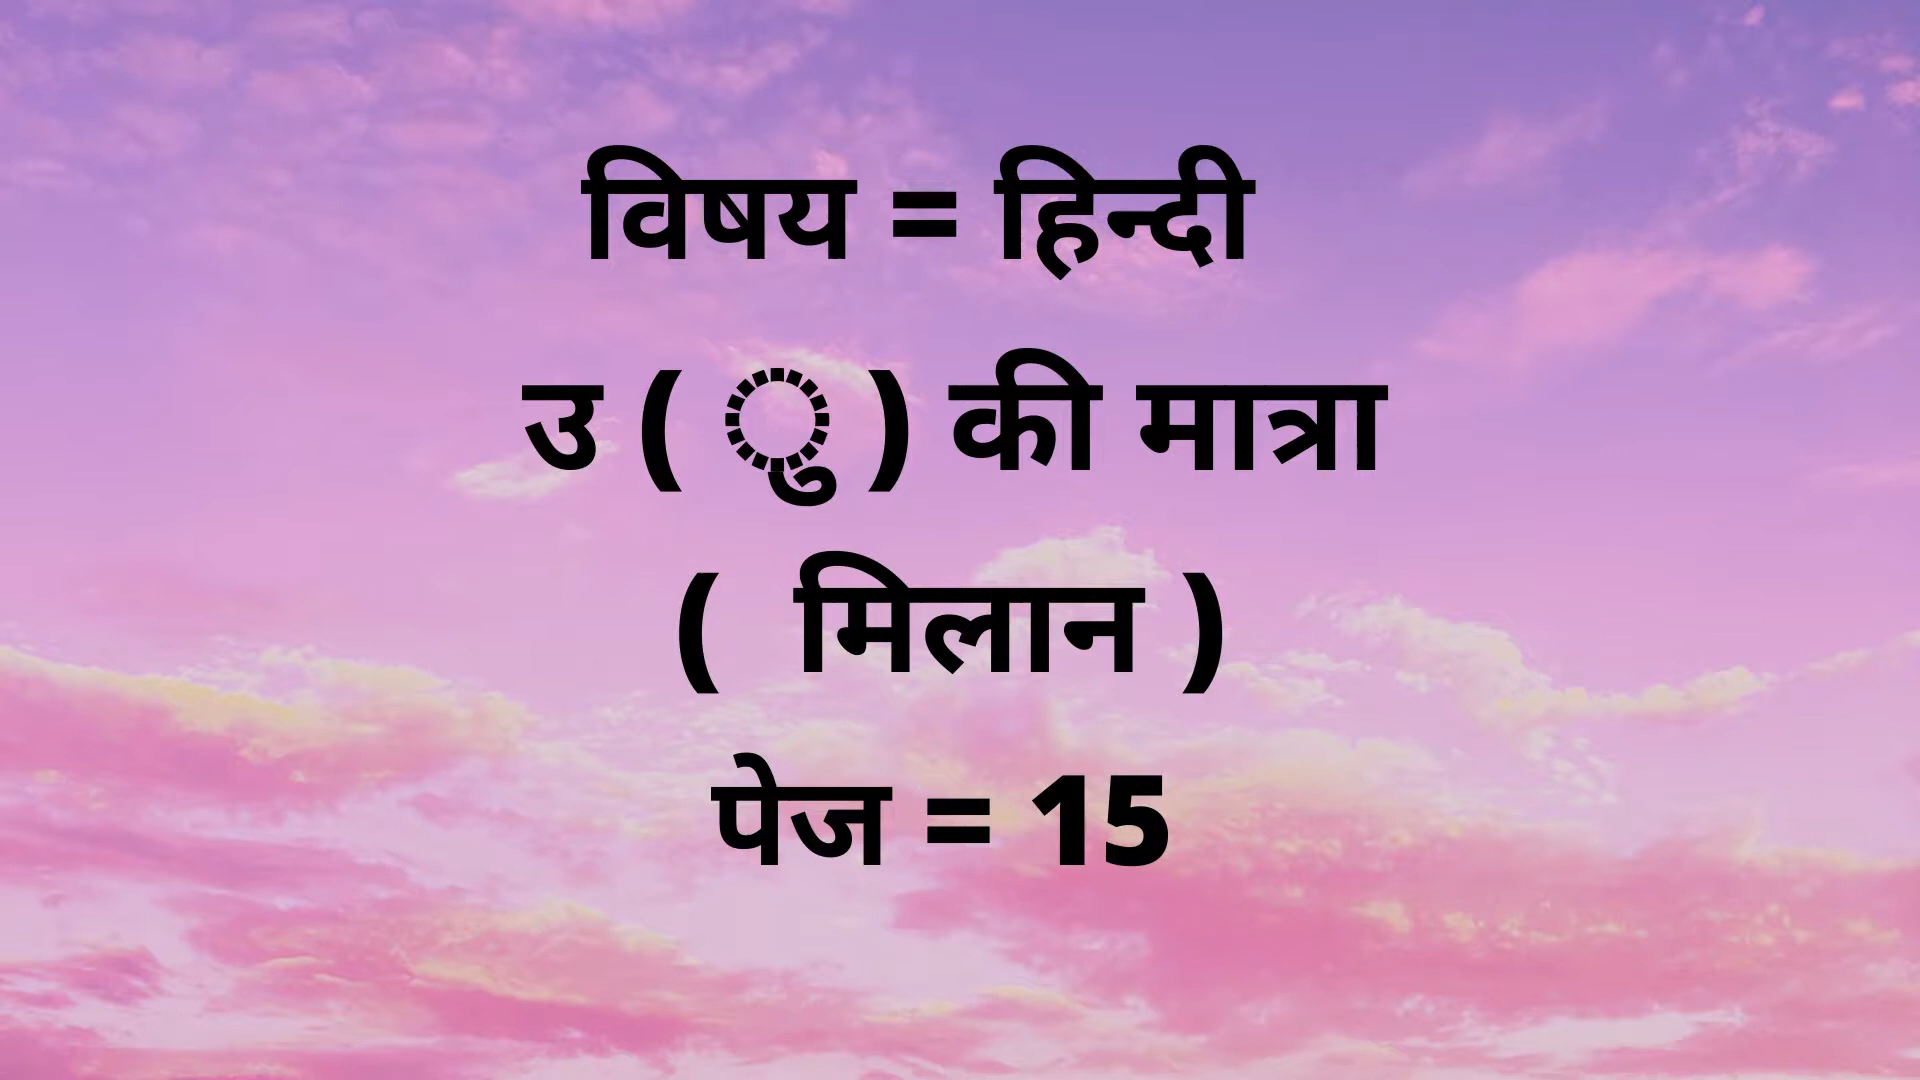 विषय = हिन्दी
उ ( ु ) की मात्रा
( मिलान )
पेज = 15